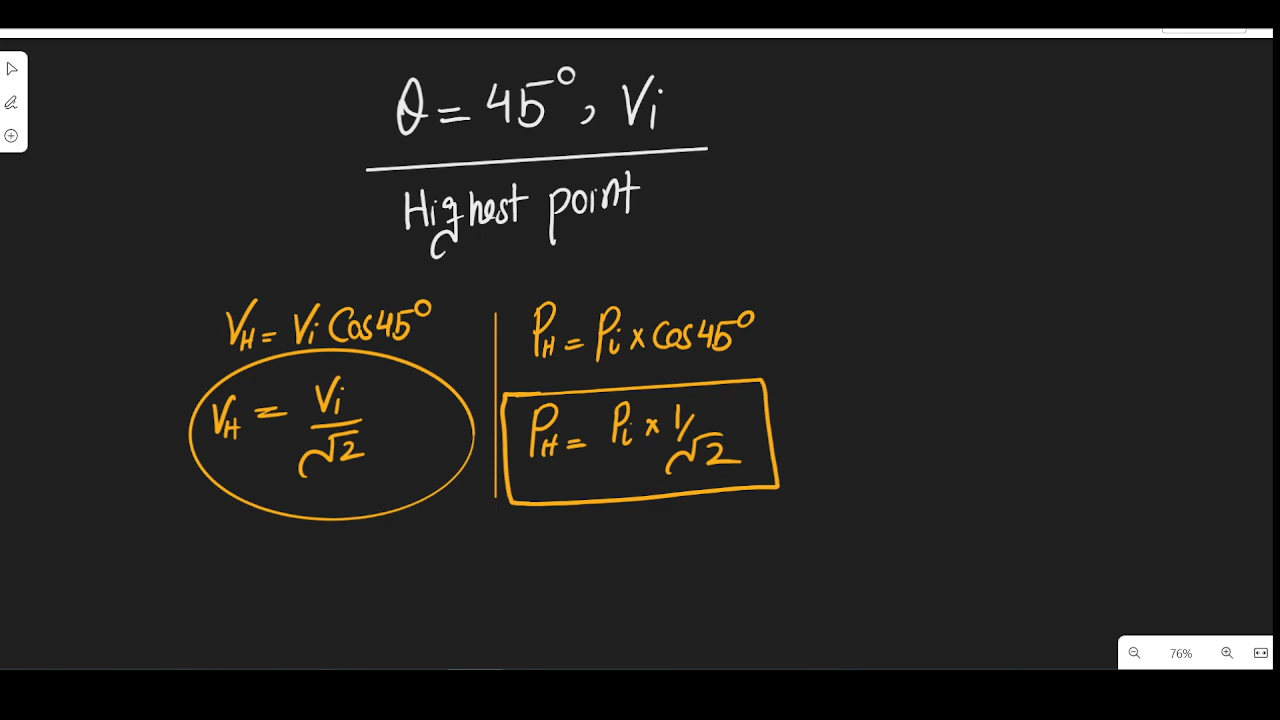 θ = 45°, Vi
Highest point
VH = Vi Cos45°
VH = Vi/√2
PH = Pi × cos45°
PH = Pi × 1/√2
76%